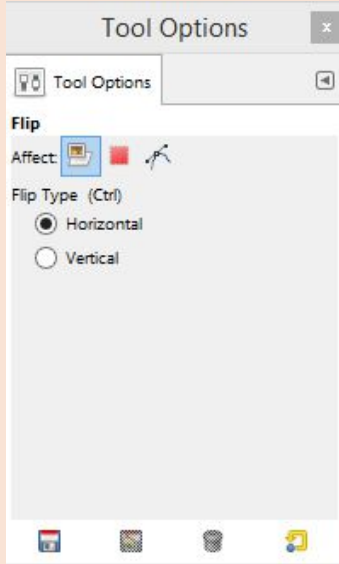 Tool Options
x
Tool Options
Flip
Affect:
Flip Type (Ctrl)
Horizontal
Vertical